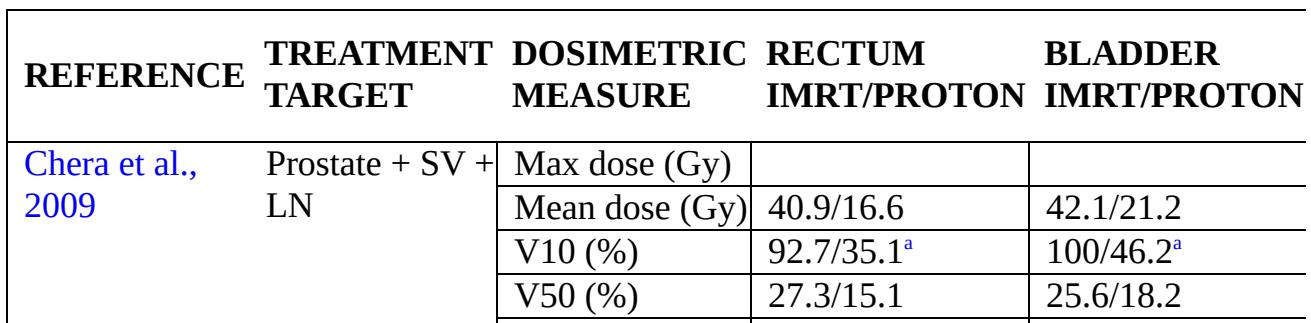 REFERENCE TREATMENT TARGET DOSIMETRIC MEASURE RECTUM IMRT/PROTON BLADDER IMRT/PROTON
Chera et al., 2009 Prostate + SV + LN Max dose (Gy)
Mean dose (Gy) 40.9/16.6 42.1/21.2
V10 (%) 92.7/35.1a 100/46.2a
V50 (%) 27.3/15.1 25.6/18.2